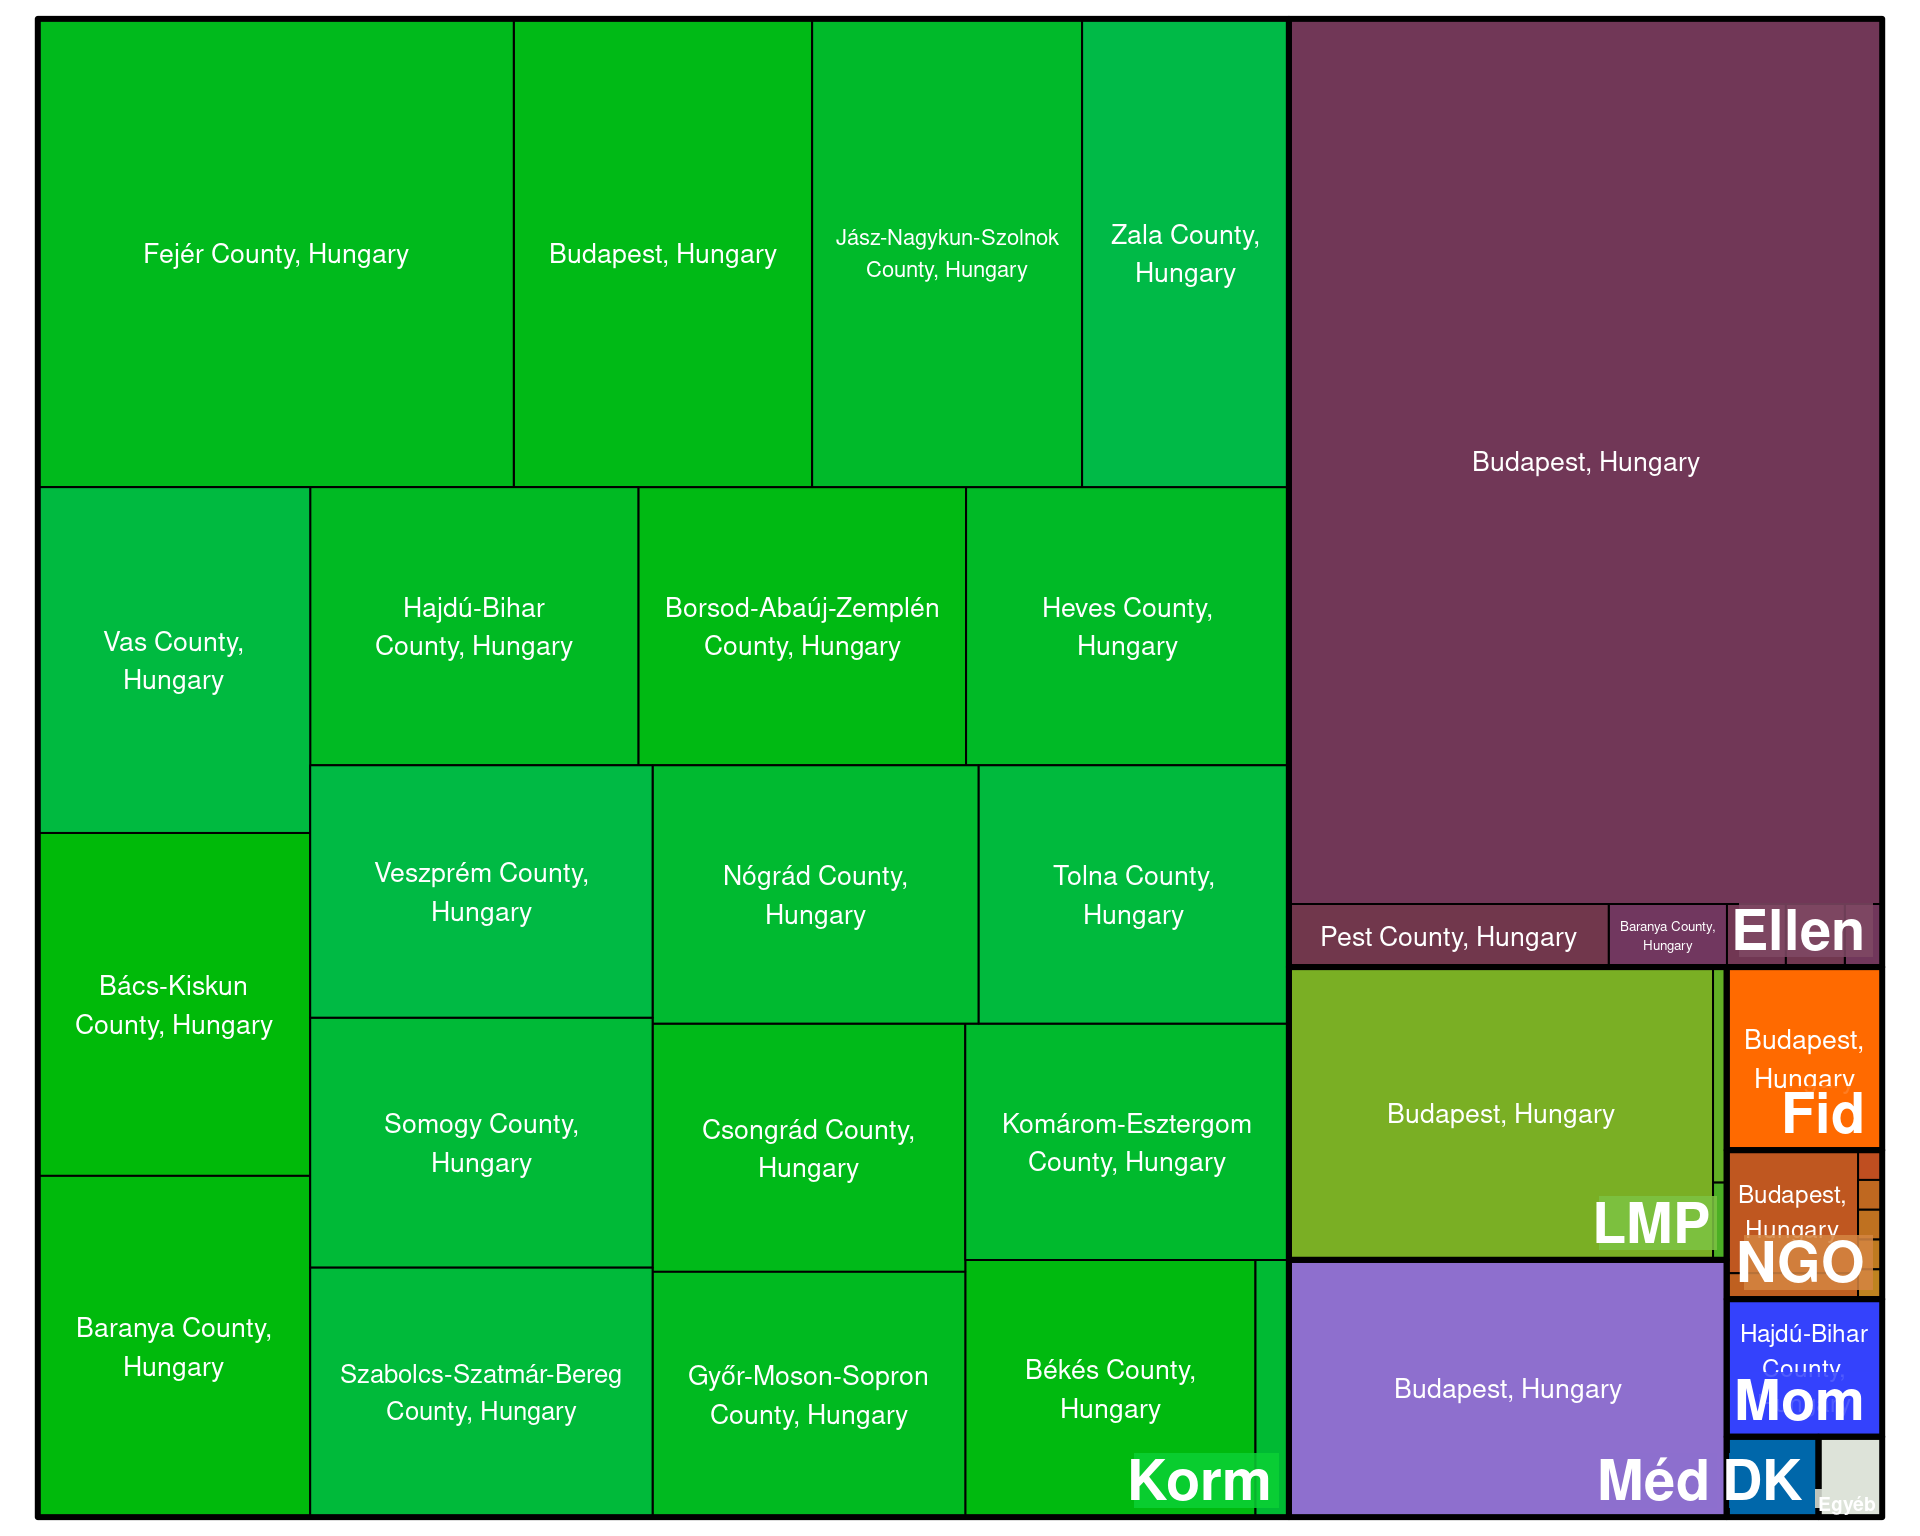 Fejér County, Hungary
Budapest, Hungary
Jász-Nagykun-Szolnok
County, Hungary
Zala County,
Hungary
Vas County,
Hungary
Hajdú-Bihar
County, Hungary
Borsod-Abaúj-Zemplén
County, Hungary
Heves County,
Hungary
Bács-Kiskun
County, Hungary
Veszprém County,
Hungary
Nógrád County,
Hungary
Tolna County,
Hungary
Baranya County,
Hungary
Somogy County,
Hungary
Csongrád County,
Hungary
Komárom-Esztergom
County, Hungary
Szabolcs-Szatmár-Bereg
County, Hungary
Győr-Moson-Sopron
County, Hungary
Békés County,
Hungary
Korm
Budapest, Hungary
Pest County, Hungary
Baranya County,
Hungary
Ellen
Budapest, Hungary
LMP
Budapest, Hungary
Méd
Budapest,
Hungary
Fid
Budapest,
Hungary
NGO
Hajdú-Bihar
County,
Mom
DK
Egyéb